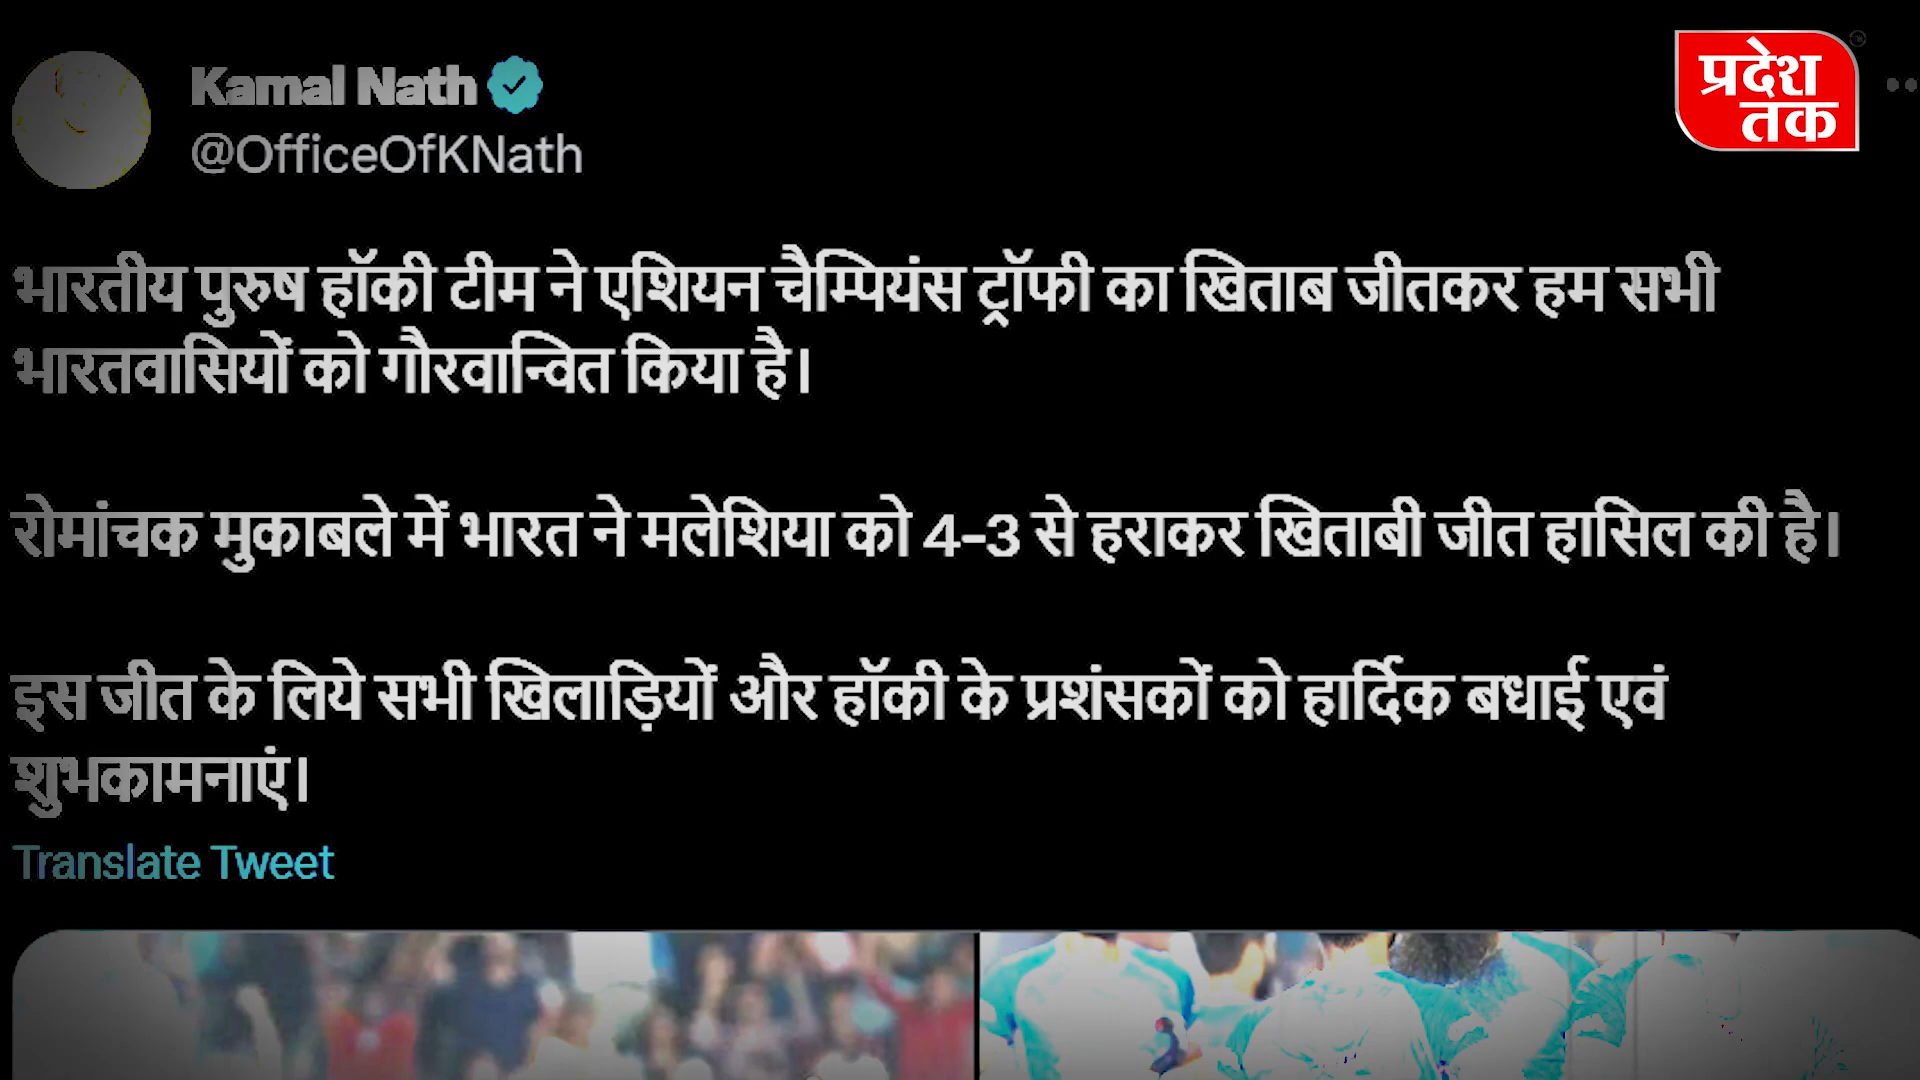 Kamal Nath
@OfficeOfKNath
प्रदेश
तक
भारतीय पुरुष हॉकी टीम ने एशियन चैम्पियंस ट्रॉफी का खिताब जीतकर हम सभी
भारतवासियों को गौरवान्वित किया है।
रोमांचक मुकाबले में भारत ने मलेशिया को 4-3 से हराकर खिताबी जीत हासिल की है।
इस जीत के लिये सभी खिलाड़ियों और हॉकी के प्रशंसकों को हार्दिक बधाई एवं
शुभकामनाएं।
Translate Tweet